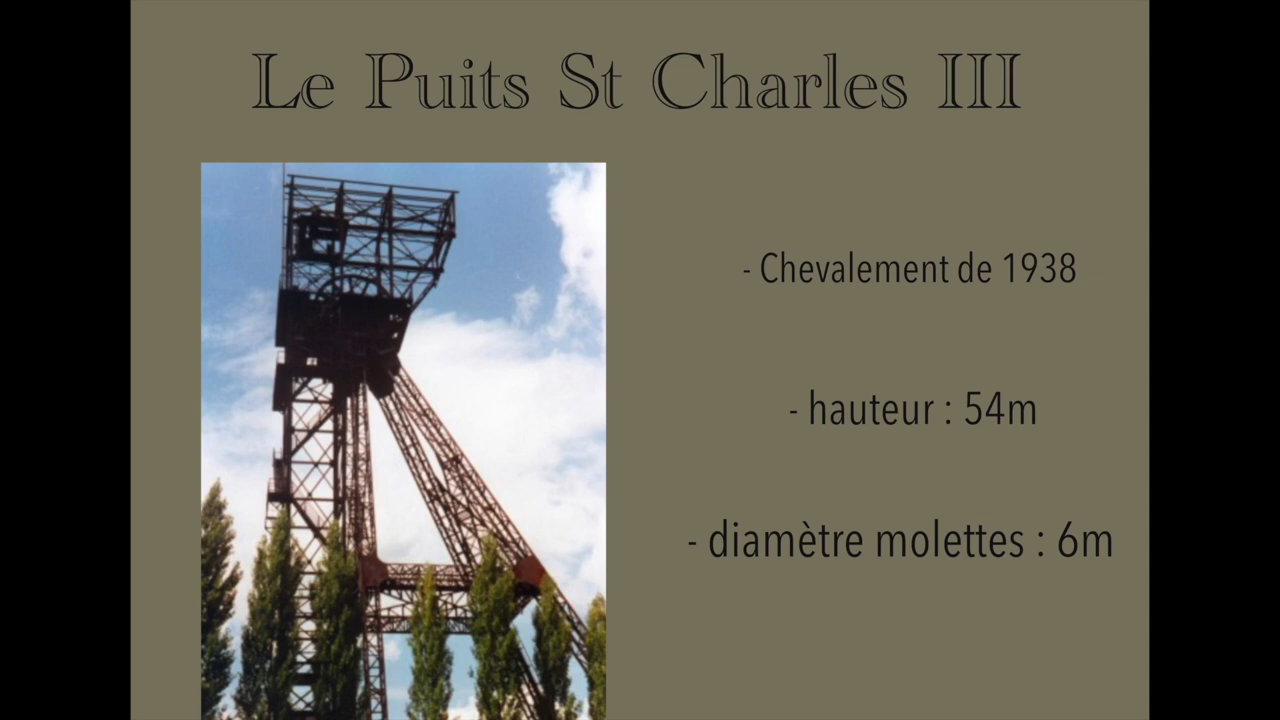 Le Puits St Charles III
- Chevalement de 1938
- hauteur : 54m
- diamètre molettes : 6m